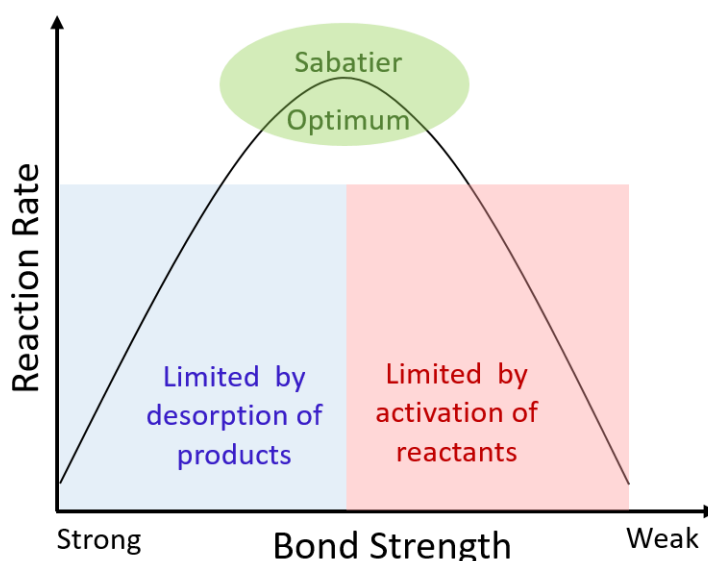 Sabatier
Optimum
Reaction Rate
Limited by
desorption of
products
Limited by
activation of
reactants
Strong
Bond Strength
Weak